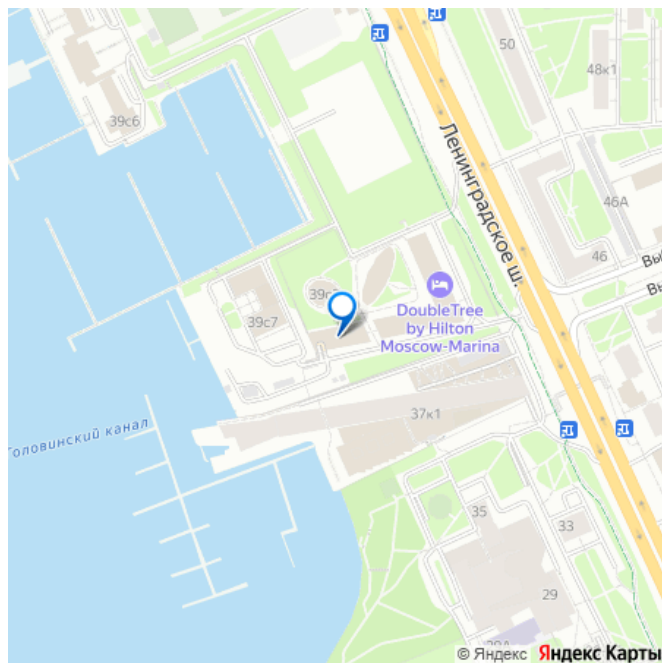 50
48к1
39с6
Ленинградское ш.
46А
46
DoubleTree
by Hilton
Moscow-Marina
39с7
37к1
Головинский канал
35
33
29
© Яндекс Яндекс Карты